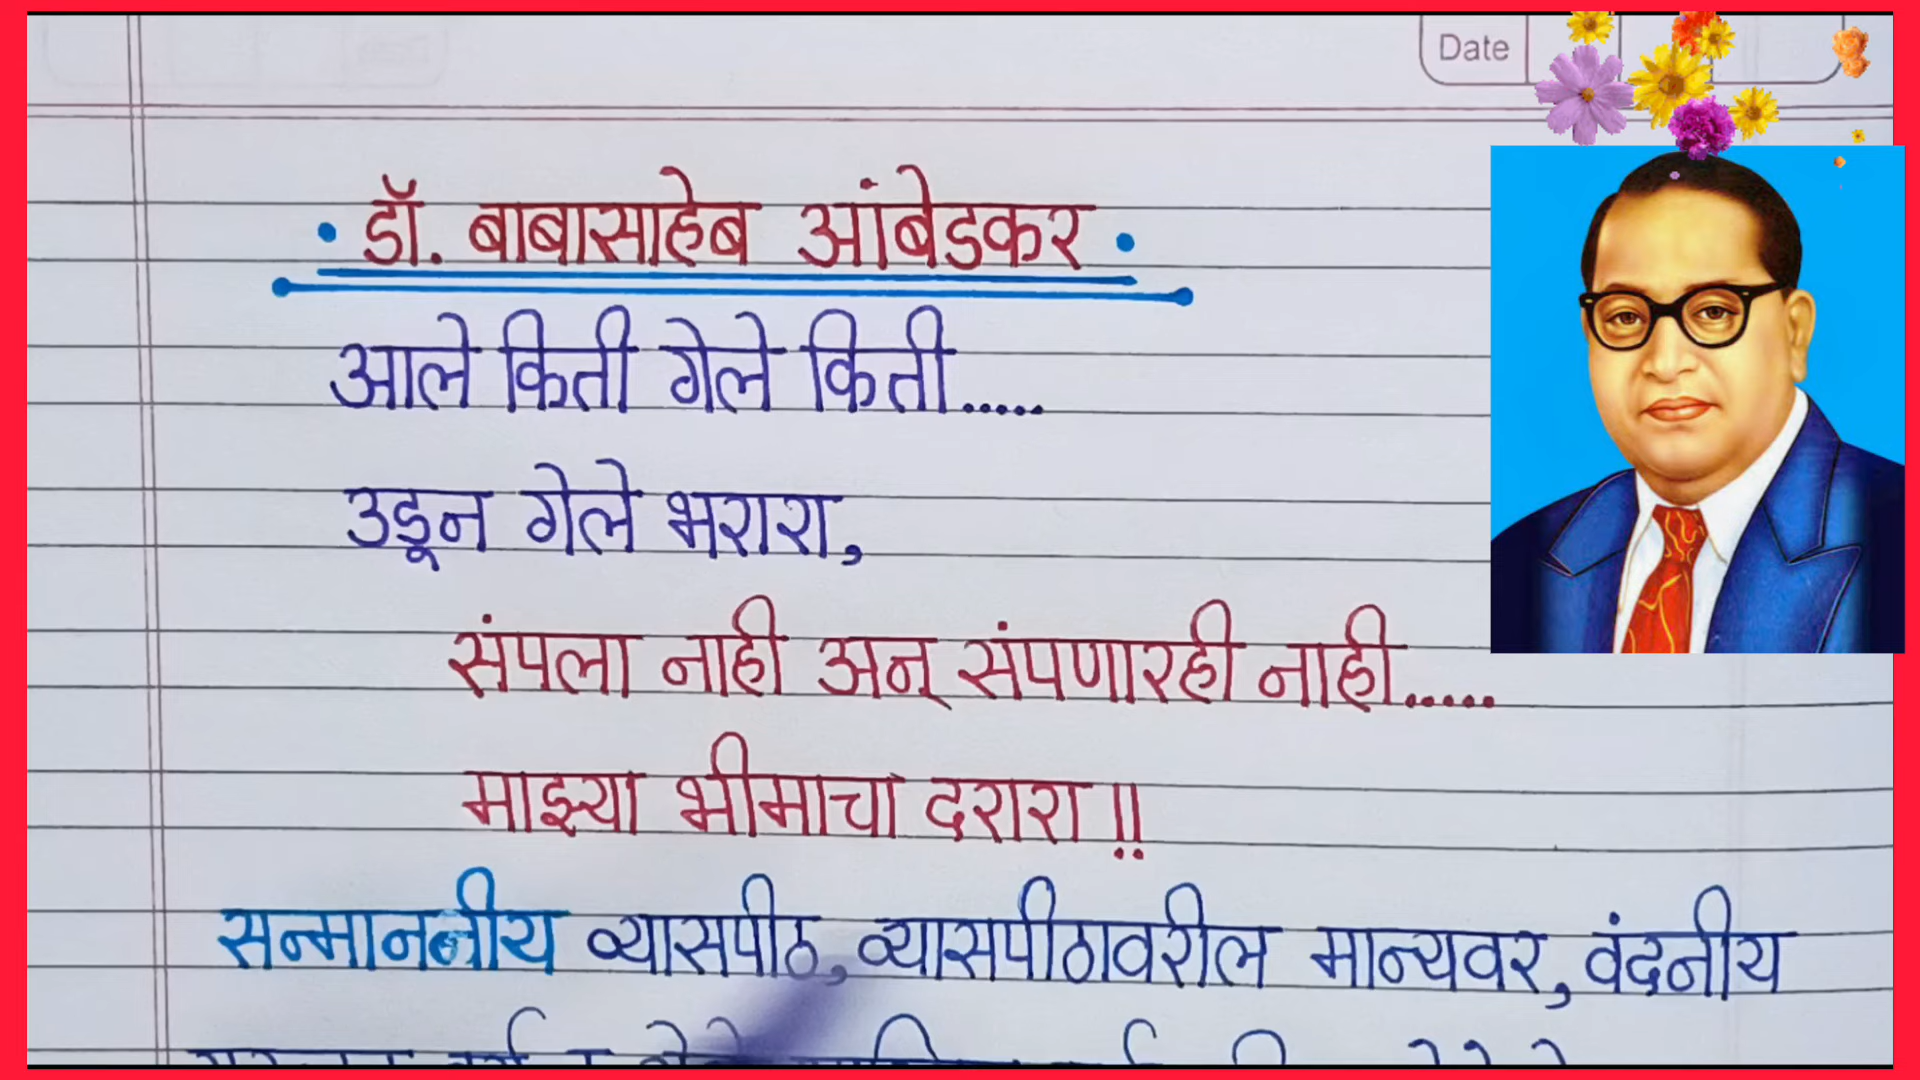 Date
• डॉ. बाबासाहेब आंबेडकर •
आले किती गेले किती.....
उडून गेले भरारा,
संपला नाही अन् संपणारही नाही.....
माझ्या भीमाचा दरारा !!
सन्माननीय व्यासपीठ, व्यासपीठावरील मान्यवर, वंदनीय